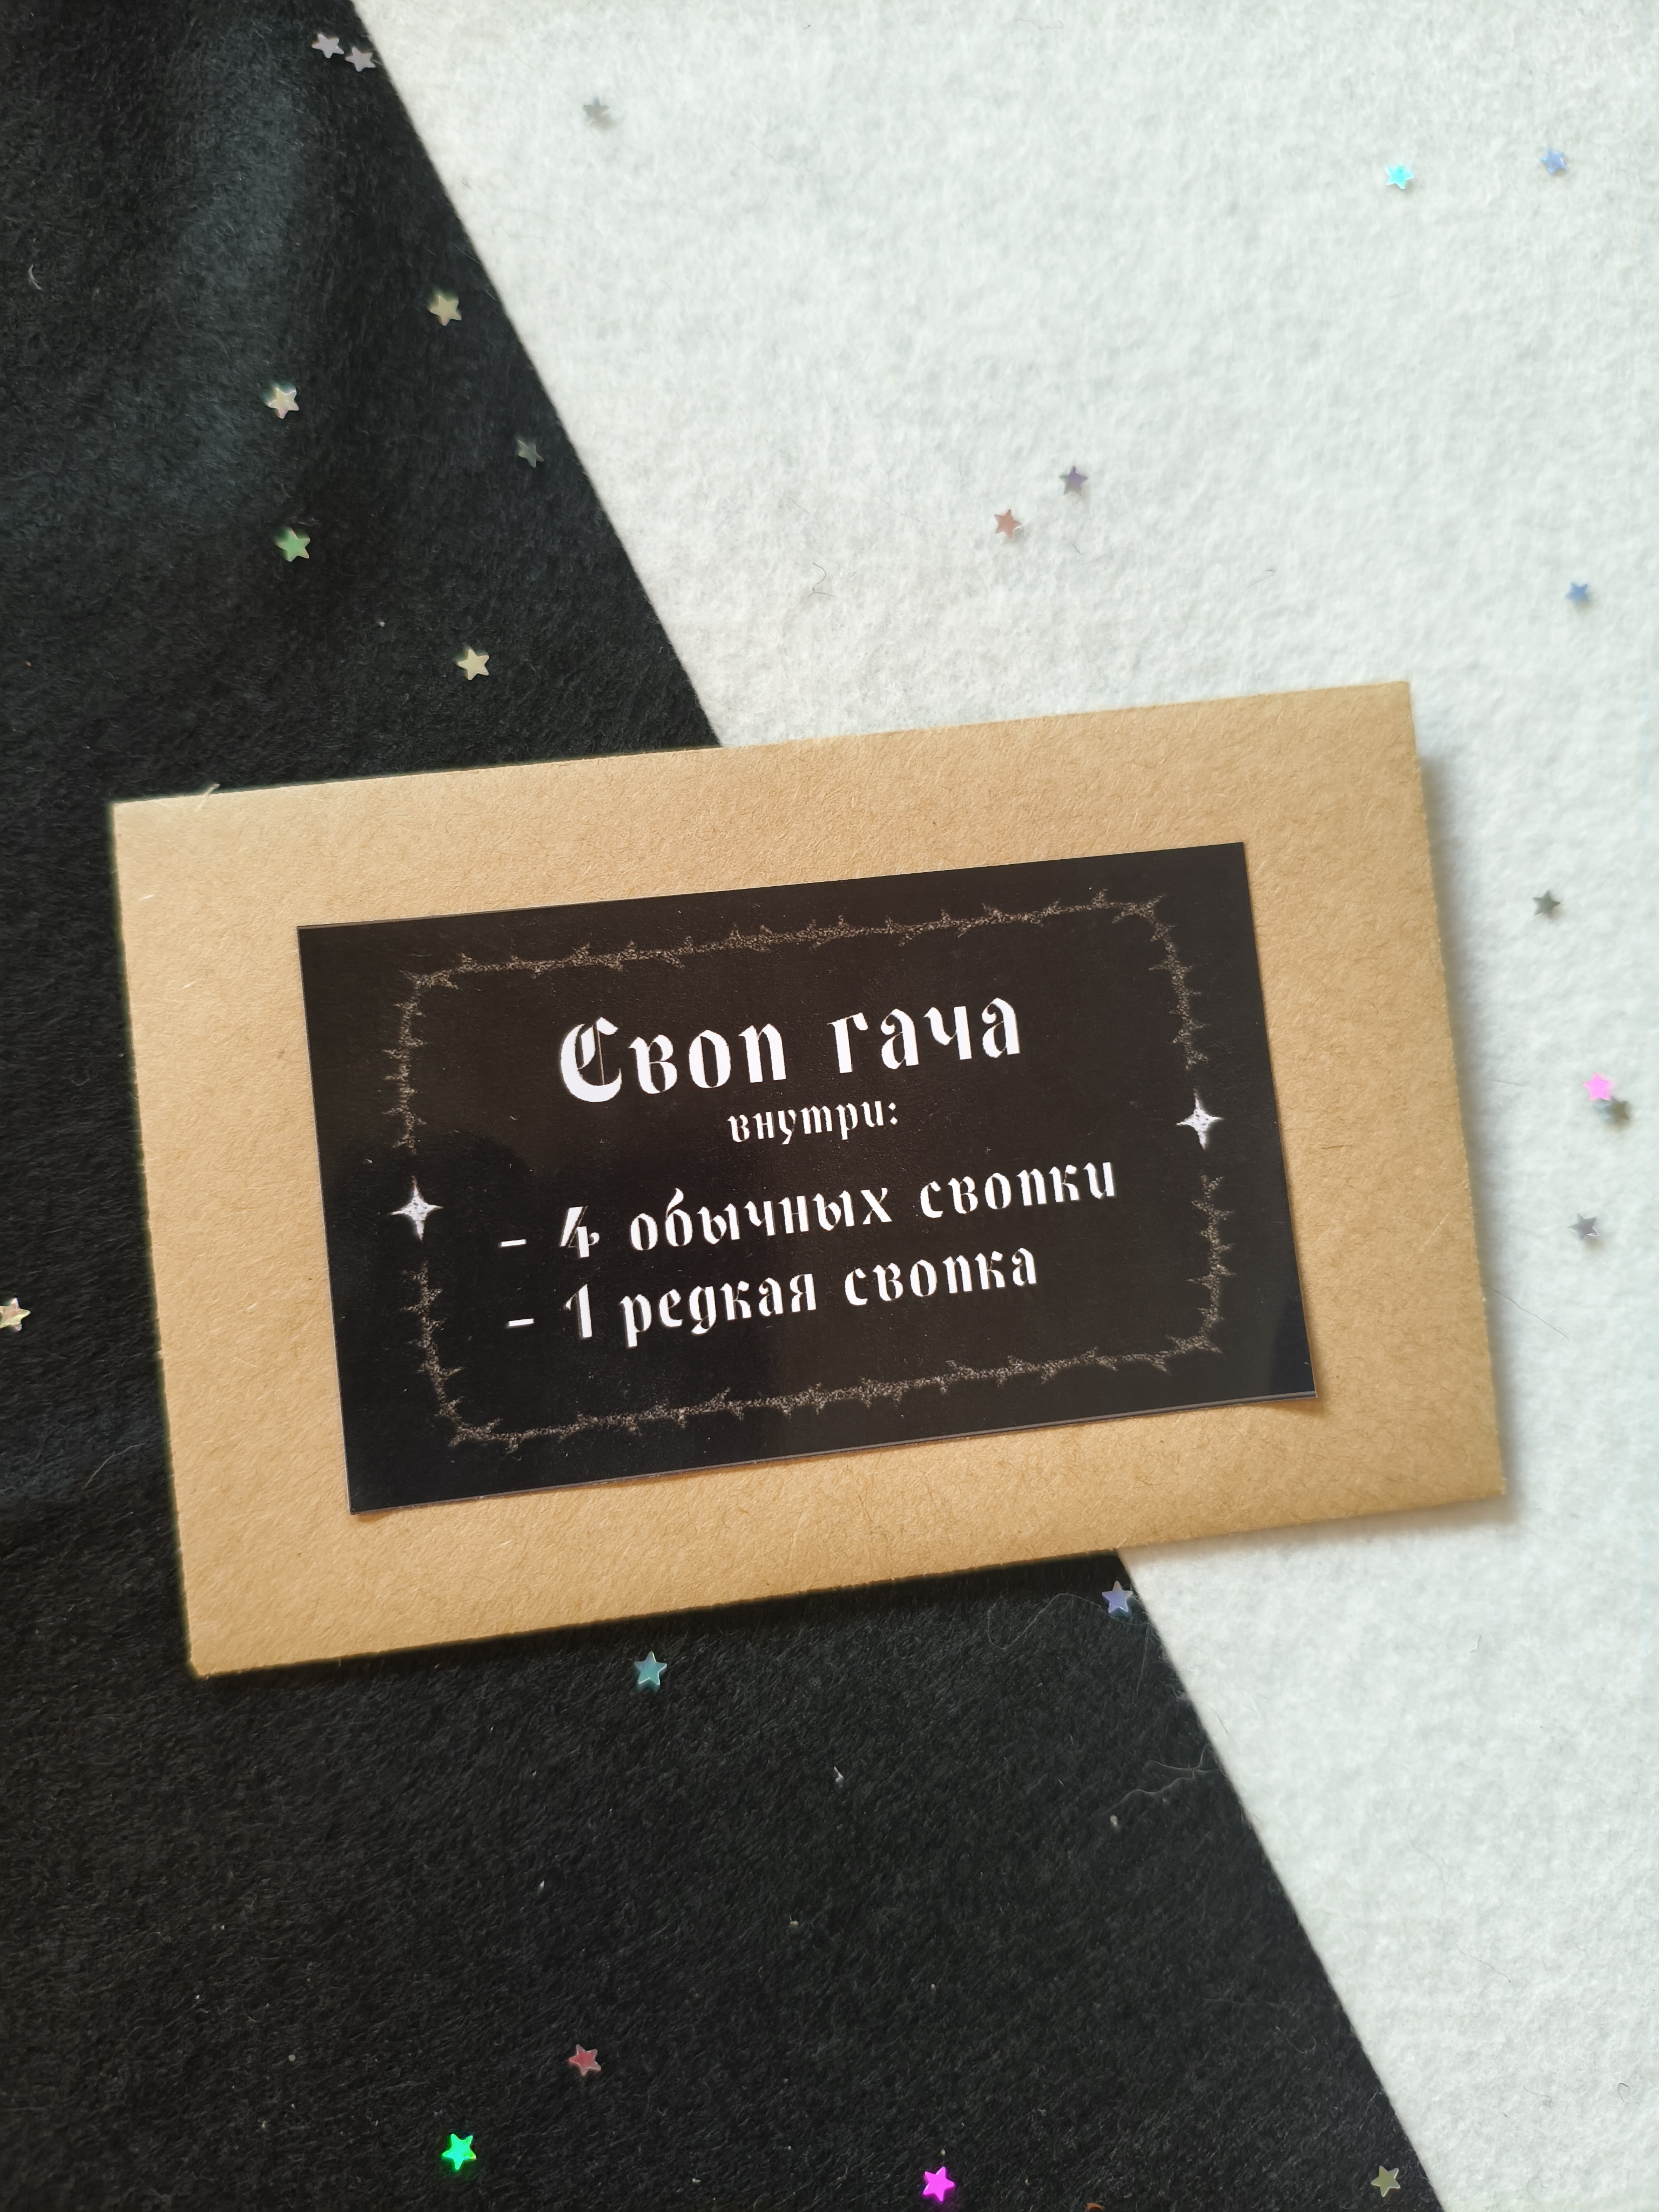 Своп гача
внутри:
- 4 обычных свопки
- 1 редкая свопка